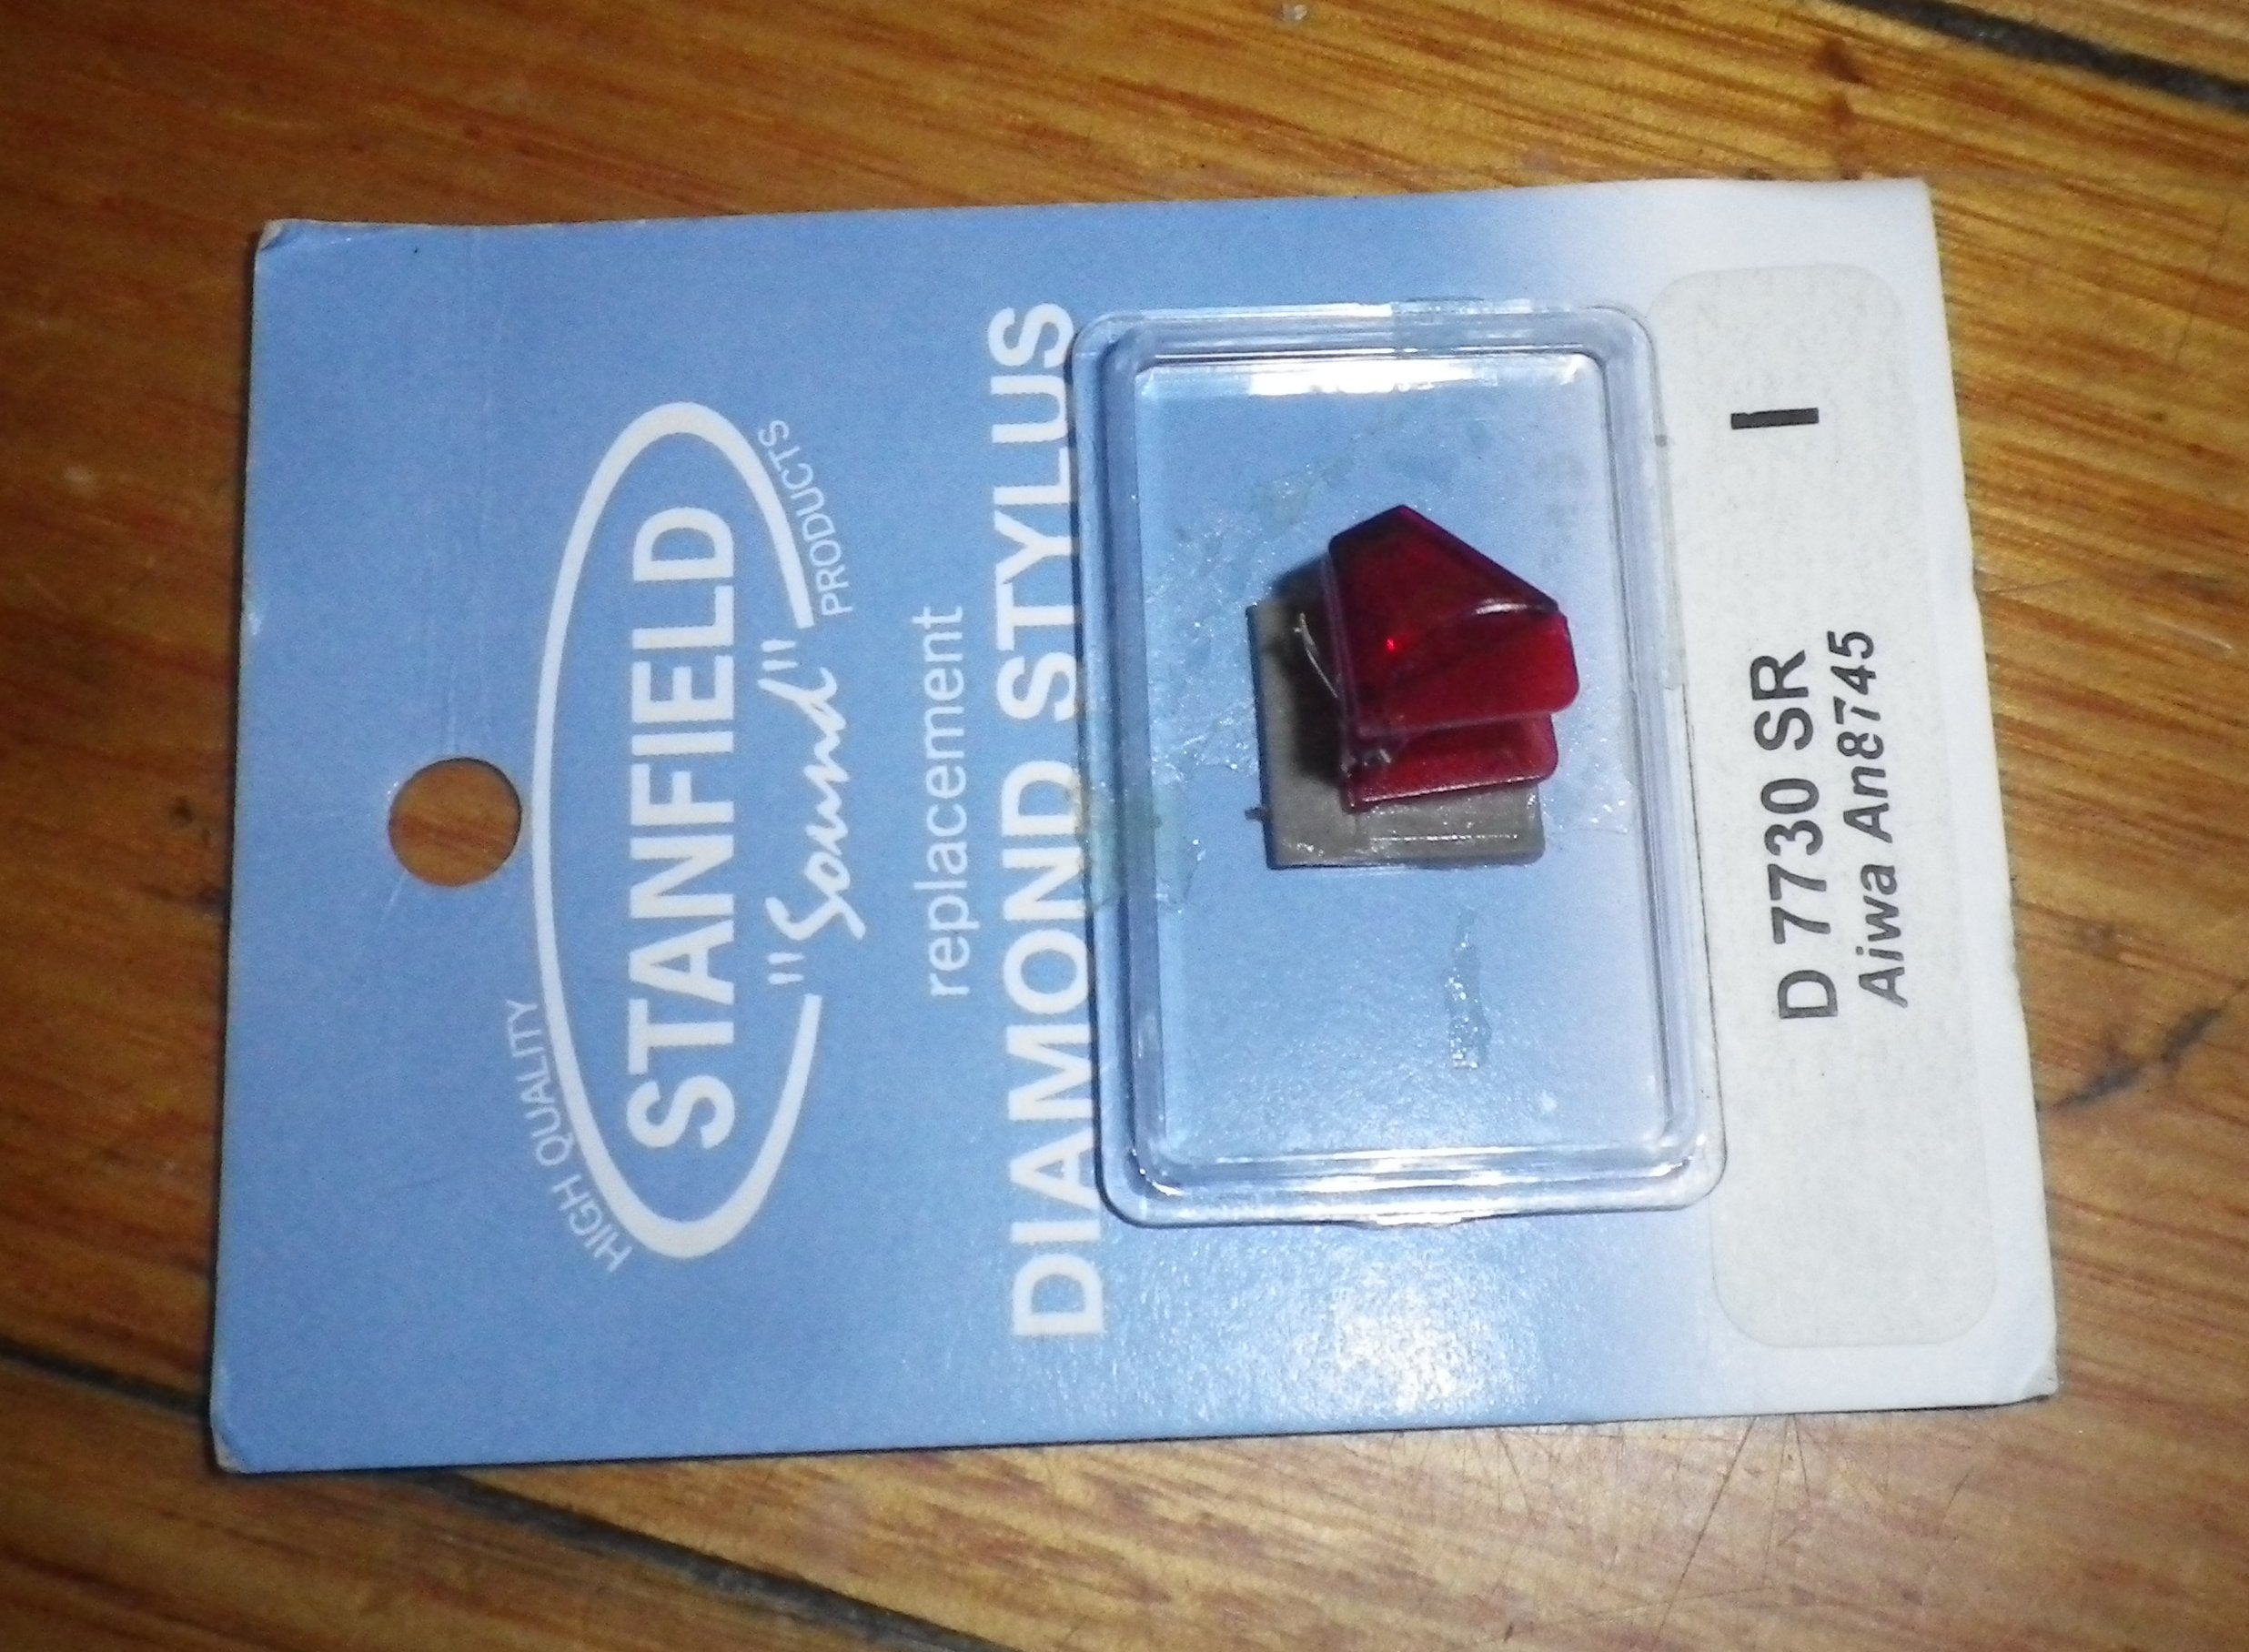 HIGH QUALITY
STANFIELD
"Sound"
PRODUCTS
replacement
DIAMOND STYLUS
D 7730 SR I
Aiwa An8745